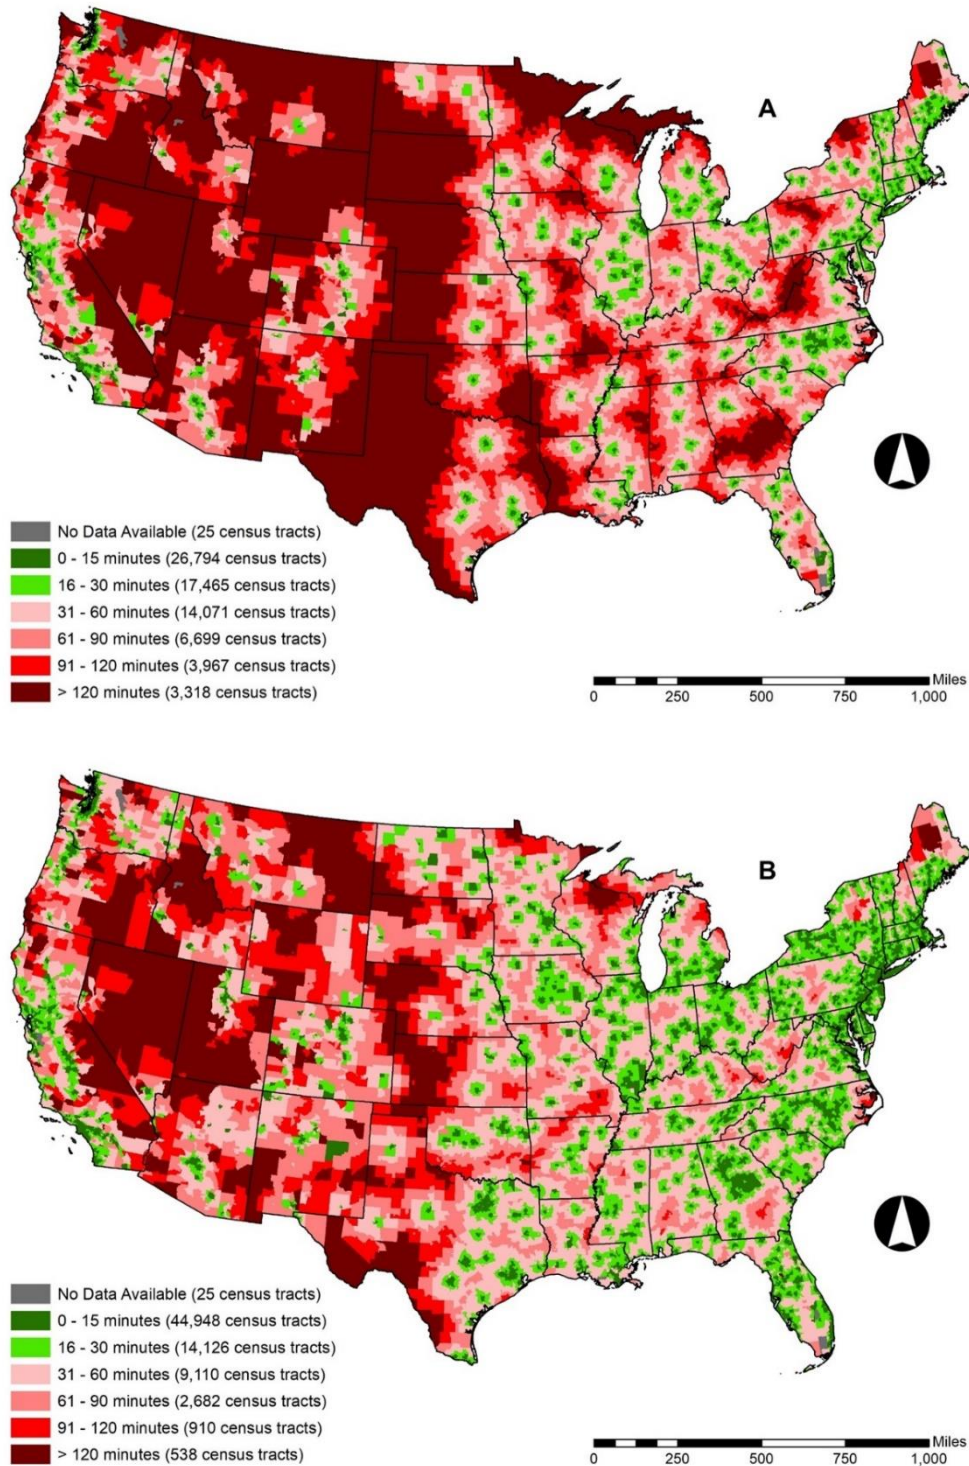 A
No Data Available (25 census tracts)
0 - 15 minutes (26,794 census tracts)
16 - 30 minutes (17,465 census tracts)
31 - 60 minutes (14,071 census tracts)
61 - 90 minutes (6,699 census tracts)
91 - 120 minutes (3,967 census tracts)
> 120 minutes (3,318 census tracts)
Miles
0 250 500 750 1,000
B
No Data Available (25 census tracts)
0 - 15 minutes (44,948 census tracts)
16 - 30 minutes (14,126 census tracts)
31 - 60 minutes (9,110 census tracts)
61 - 90 minutes (2,682 census tracts)
91 - 120 minutes (910 census tracts)
> 120 minutes (538 census tracts)
Miles
0 250 500 750 1,000